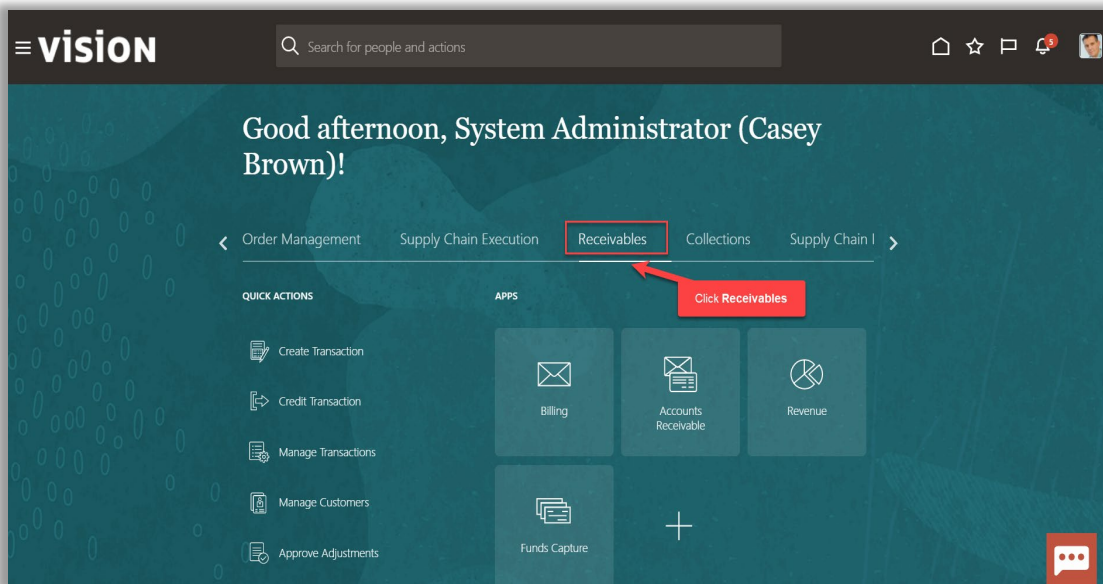 vision
Search for people and actions
5
Good afternoon, System Administrator (Casey
Brown)!
Order Management
Supply Chain Execution
Receivables
Collections
Supply Chain I
QUICK ACTIONS
APPS
Click Receivables
Create Transaction
Credit Transaction
Manage Transactions
Manage Customers
Approve Adjustments
Billing
Accounts
Receivable
Revenue
Funds Capture